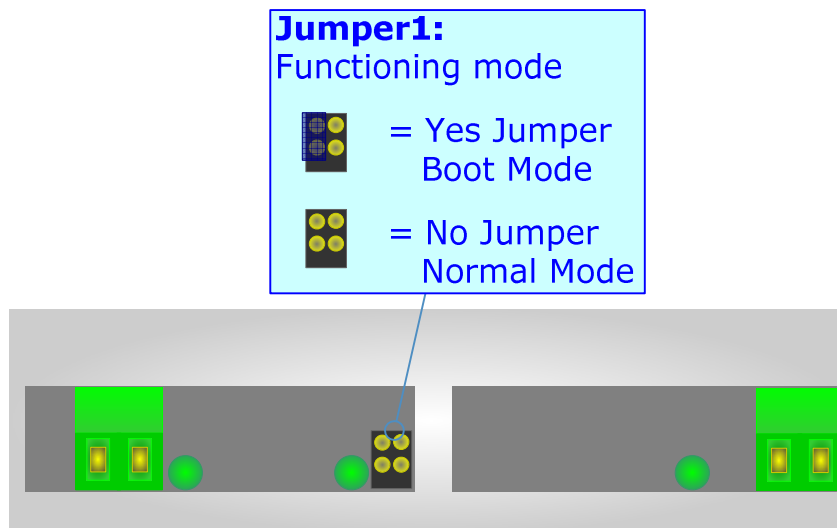 Jumper1:
Functioning mode
= Yes Jumper
Boot Mode
= No Jumper
Normal Mode